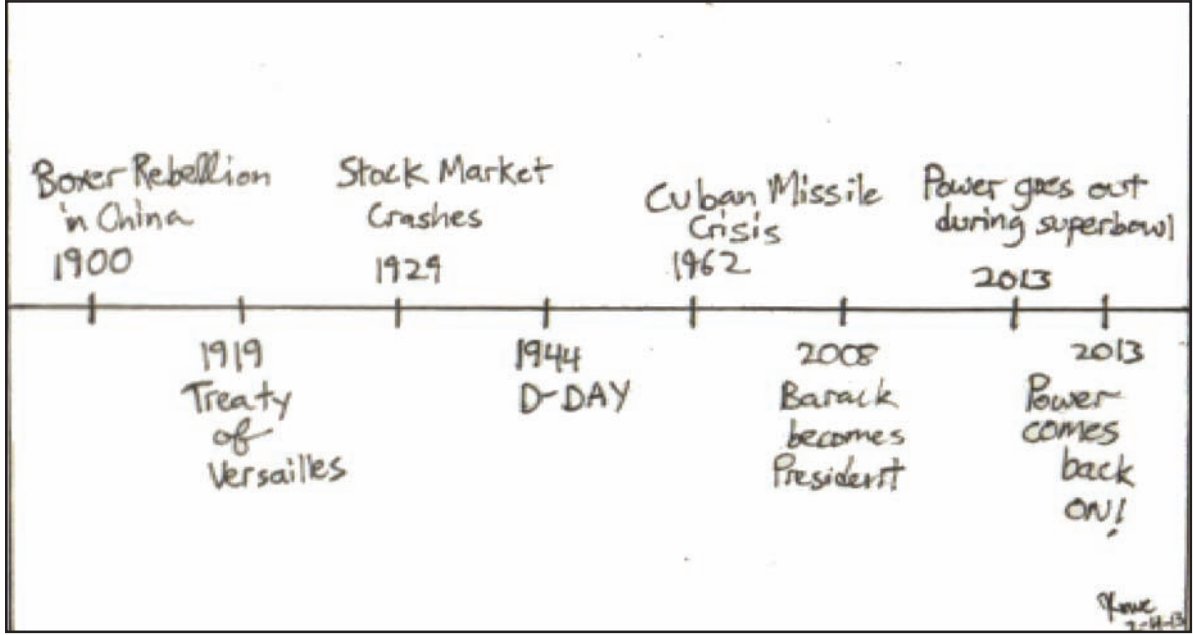 Boxer Rebellion
in China
1900
Stock Market
Crashes
1929
Cuban Missile
Crisis
1962
Power goes out
during superbowl
2013
1919
Treaty
of
Versailles
1944
D-DAY
2008
Barack
becomes
President
2013
Power
comes
back
ON!